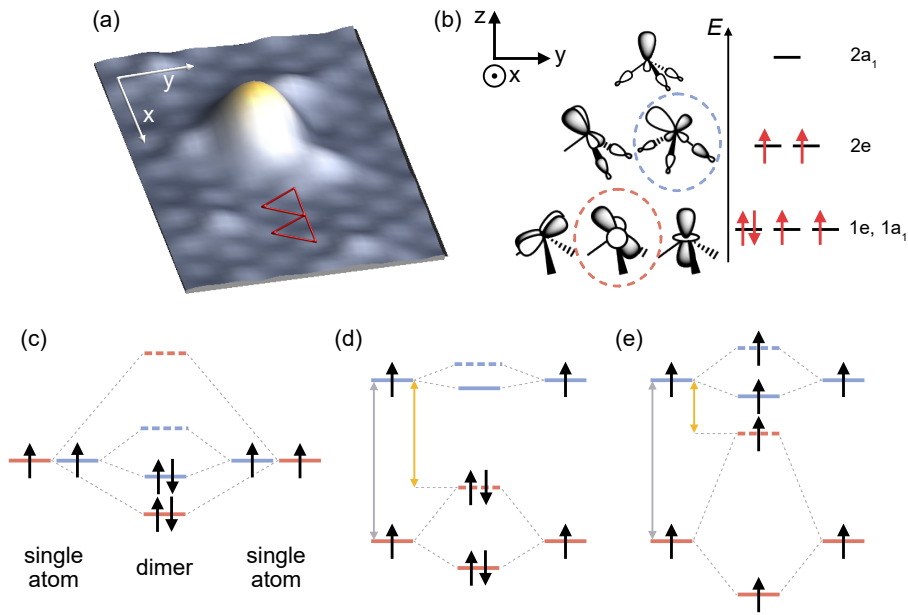 (a)
y
x
(b)
z
y
x
E
2a₁
2e
1e, 1a₁
(c)
single atom
dimer
single atom
(d)
(e)